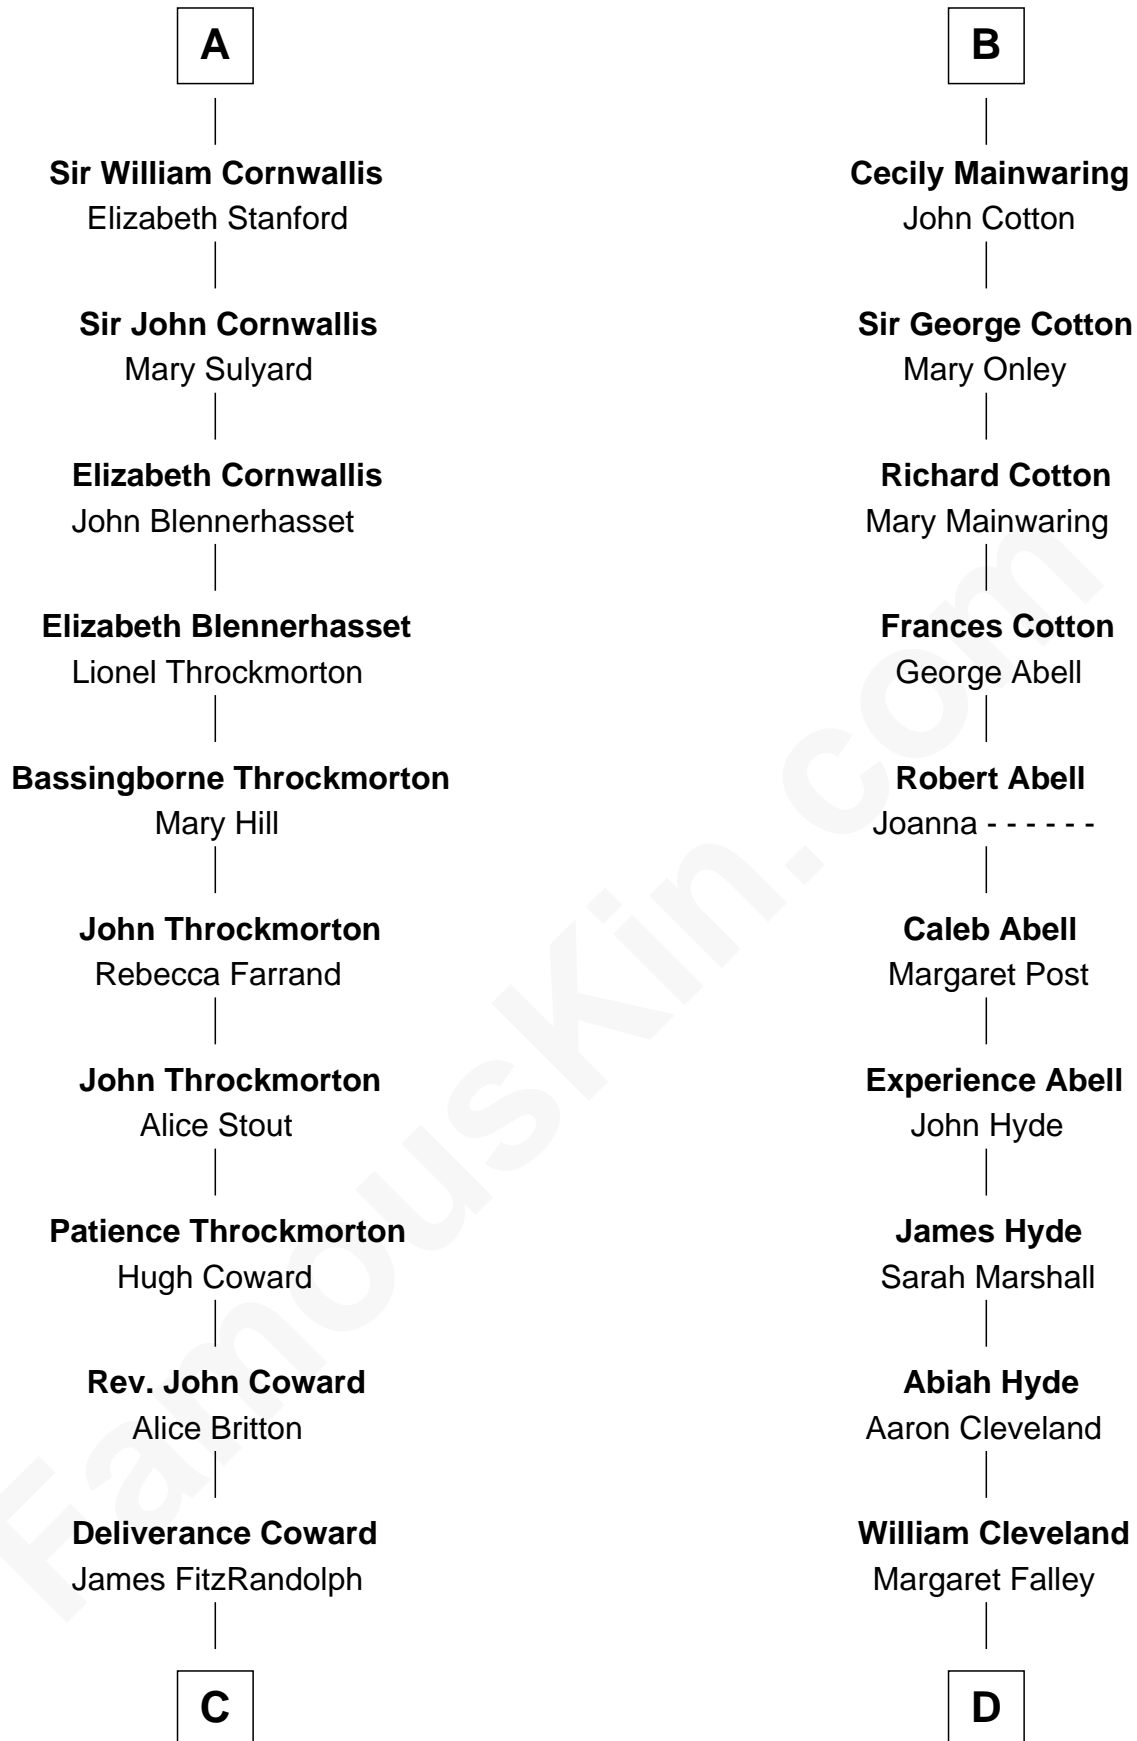 A
Sir William Cornwallis
Elizabeth Stanford
Sir John Cornwallis
Mary Sulyard
Elizabeth Cornwallis
John Blennerhasset
Elizabeth Blennerhasset
Lionel Throckmorton
Bassingborne Throckmorton
Mary Hill
John Throckmorton
Rebecca Farrand
John Throckmorton
Alice Stout
Patience Throckmorton
Hugh Coward
Rev. John Coward
Alice Britton
Deliverance Coward
James FitzRandolph
C
B
Cecily Mainwaring
John Cotton
Sir George Cotton
Mary Onley
Richard Cotton
Mary Mainwaring
Frances Cotton
George Abell
Robert Abell
Joanna - - - - - -
Caleb Abell
Margaret Post
Experience Abell
John Hyde
James Hyde
Sarah Marshall
Abiah Hyde
Aaron Cleveland
William Cleveland
Margaret Falley
D
FamousKin.com